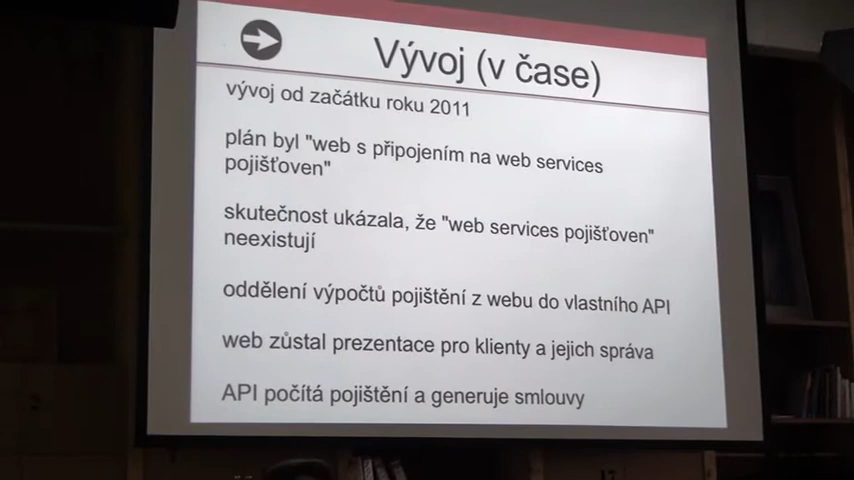 Vývoj (v čase)
vývoj od začátku roku 2011
plán byl "web s připojením na web services
pojišťoven"
skutečnost ukázala, že "web services pojišťoven"
neexistují
oddělení výpočtů pojištění z webu do vlastního API
web zůstal prezentace pro klienty a jejich správa
API počítá pojištění a generuje smlouvy